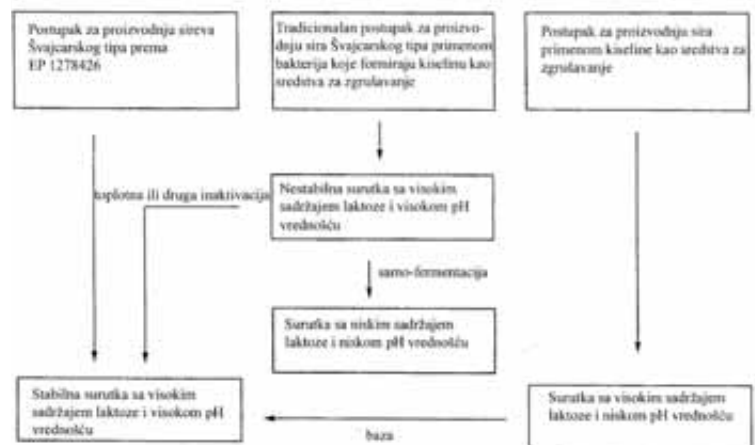 Postupak za proizvodnju sireva
Švajcarskog tipa prema
EP 1278426
Tradicionalan postupak za proizvo-
dnju sira Švajcarskog tipa primenom
bakterija koje formiraju kiselinu kao
sredstva za zgrulavanje
Postupak za proizvodnju sira
primenom kiseline kao sredstva za
zgrulavanje
toplotna ili druga inaktivacija
Nestabilna surutka sa visokim
sadržajem laktoze i visokom pH
vrednošću
samo-fermentacija
Surutka sa niskim sadržajem
laktoze i niskom pH vrednošću
Stabilna surutka sa visokim
sadržajem laktoze i visokom pH
vrednošću
baza
Surutka sa visokim sadržajem
laktoze i niskom pH vrednošću